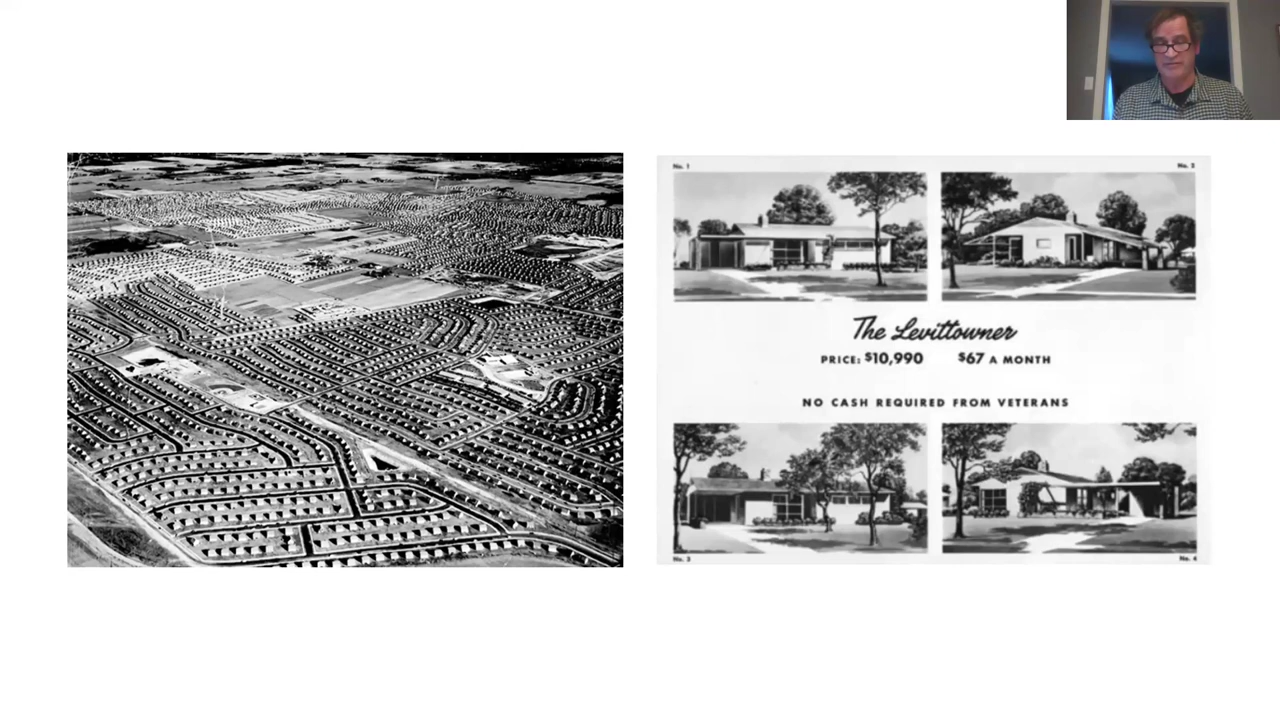 No. 1
No. 2
The Levittowner
PRICE: $10,990 $67 A MONTH
NO CASH REQUIRED FROM VETERANS
No. 3
No. 4